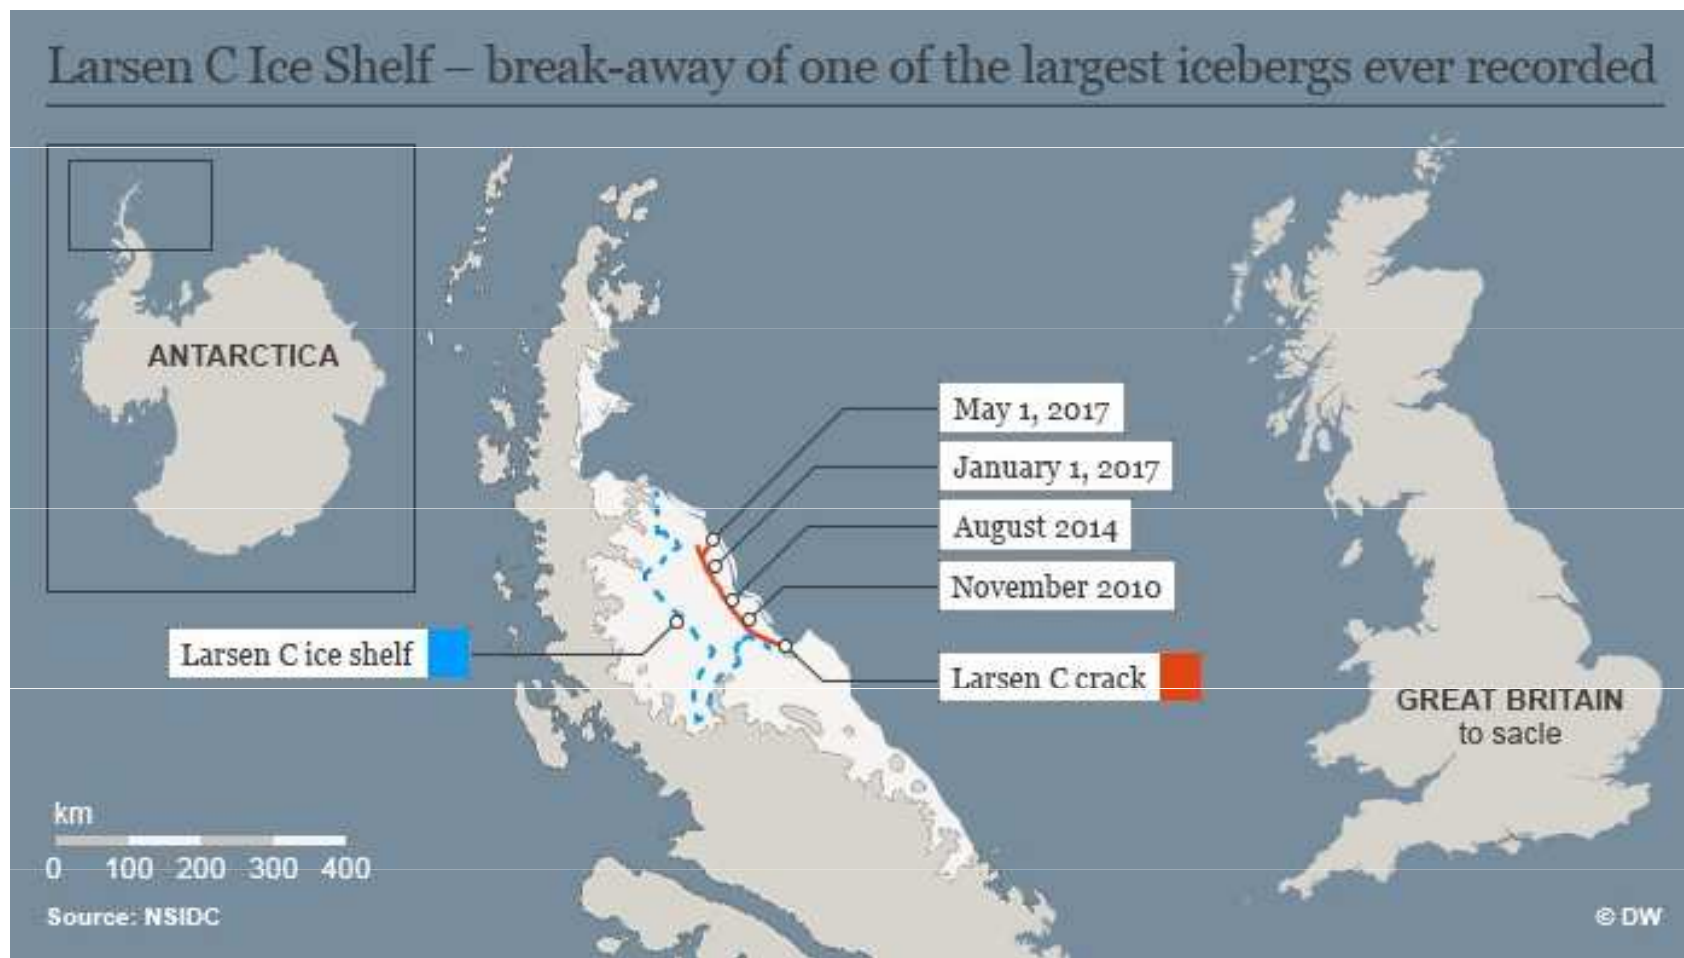 Larsen C Ice Shelf – break-away of one of the largest icebergs ever recorded
ANTARCTICA
May 1, 2017
January 1, 2017
August 2014
November 2010
Larsen C ice shelf
Larsen C crack
GREAT BRITAIN
to sacle
km
0 100 200 300 400
Source: NSIDC
© DW